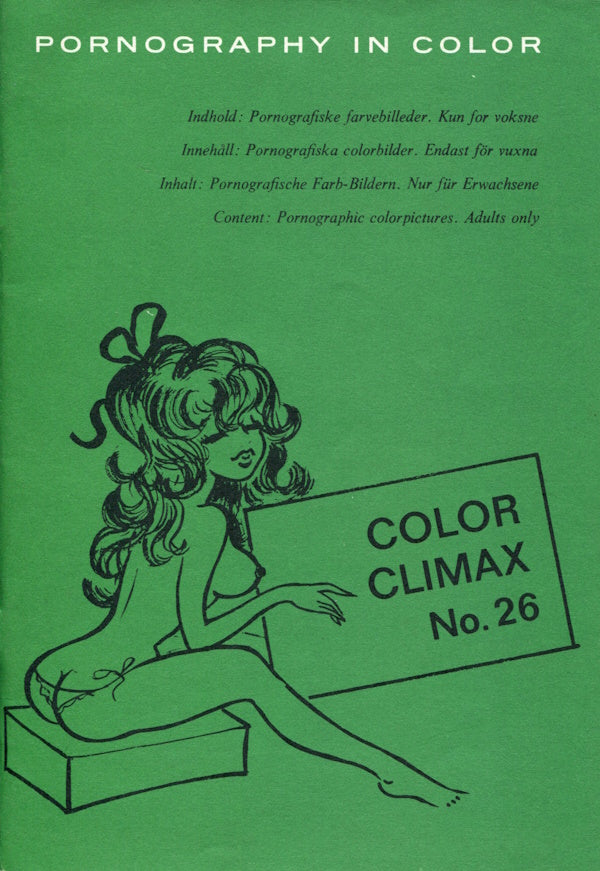 PORNOGRAPHY IN COLOR
Indhold: Pornografiske farvebilleder. Kun for voksne
Innehåll: Pornografiska colorbilder. Endast för vuxna
Inhalt: Pornografische Farb-Bildern. Nur für Erwachsene
Content: Pornographic colorpictures. Adults only
COLOR
CLIMAX
No. 26